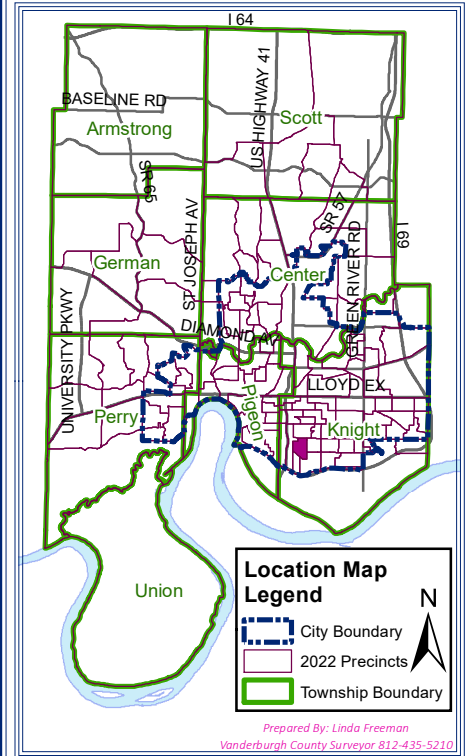 I 64
BASELINE RD
Armstrong
US HIGHWAY 41
Scott
SR 65
ST JOSEPH AV
SR 57
GREEN RIVER RD
I 69
German
Center
UNIVERSITY PKWY
DIAMOND AV
LLOYD EX
Perry
Pigeon
Knight
Union
Location Map
Legend
N
City Boundary
2022 Precincts
Township Boundary
Prepared By: Linda Freeman
Vanderburgh County Surveyor 812-435-5210